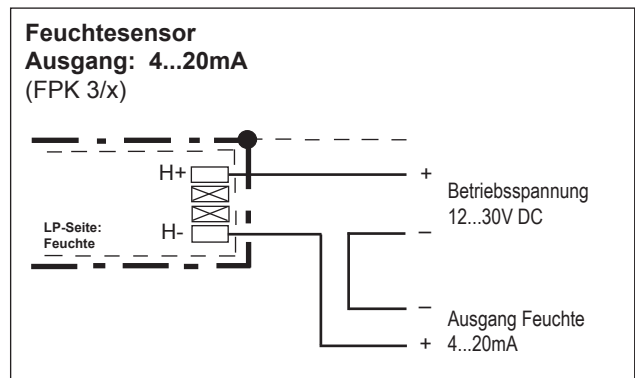 Feuchtesensor
Ausgang: 4...20mA
(FPK 3/x)
H+
+
Betriebsspannung
12...30V DC
LP-Seite:
Feuchte
H-
–
–
Ausgang Feuchte
+ 4...20mA